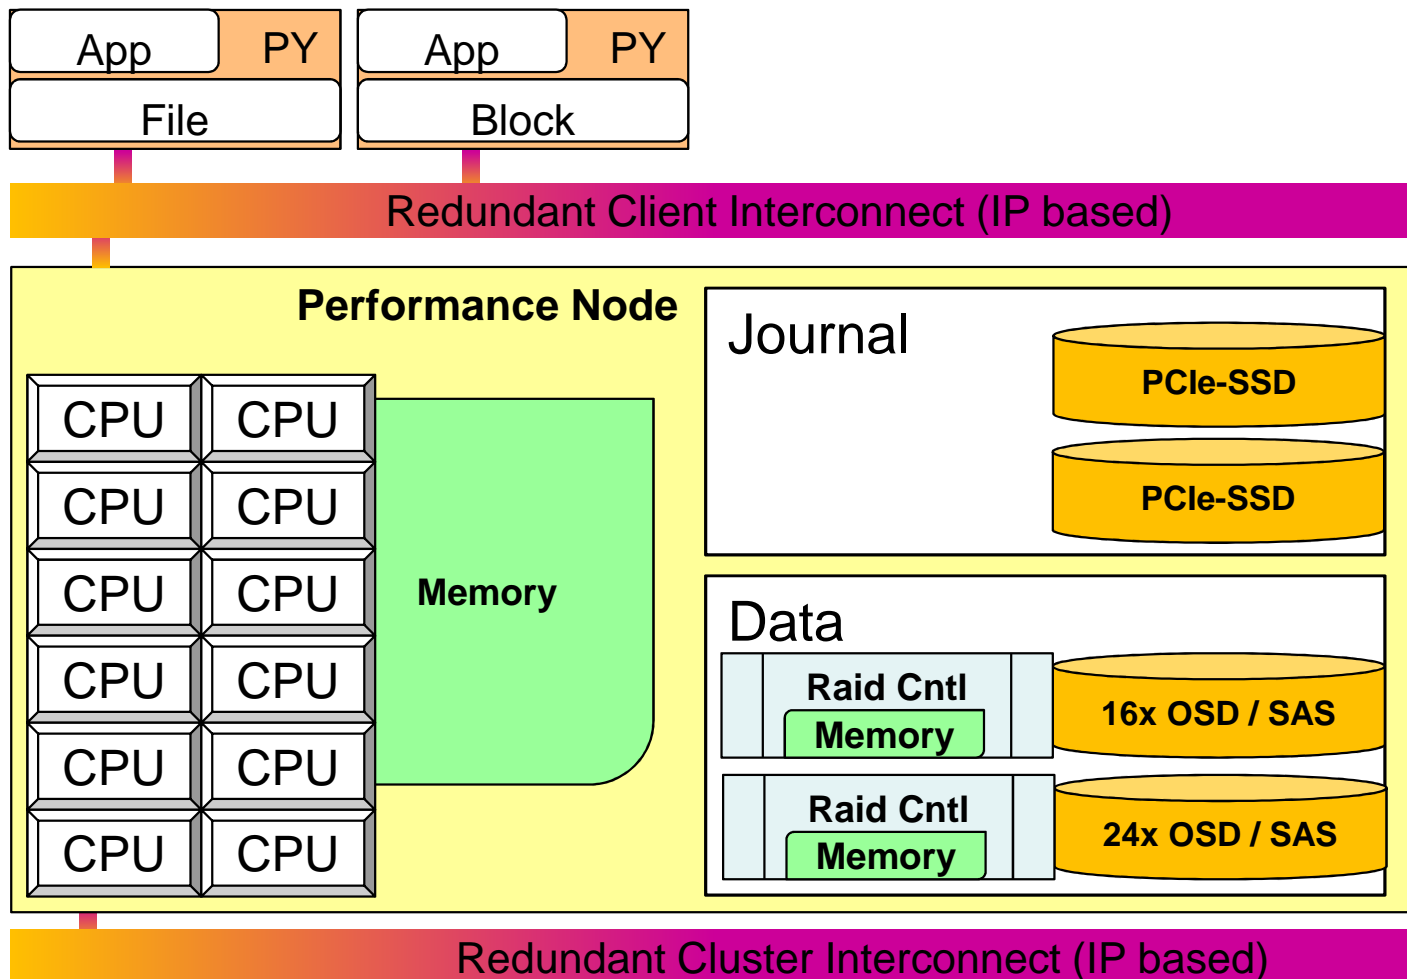 App PY App PY
File Block
Redundant Client Interconnect (IP based)
Performance Node
CPU CPU
CPU CPU
CPU CPU
CPU CPU
CPU CPU
CPU CPU
Memory
Journal
PCIe-SSD
PCIe-SSD
Data
Raid Cntl
Memory
16x OSD / SAS
Raid Cntl
Memory
24x OSD / SAS
Redundant Cluster Interconnect (IP based)